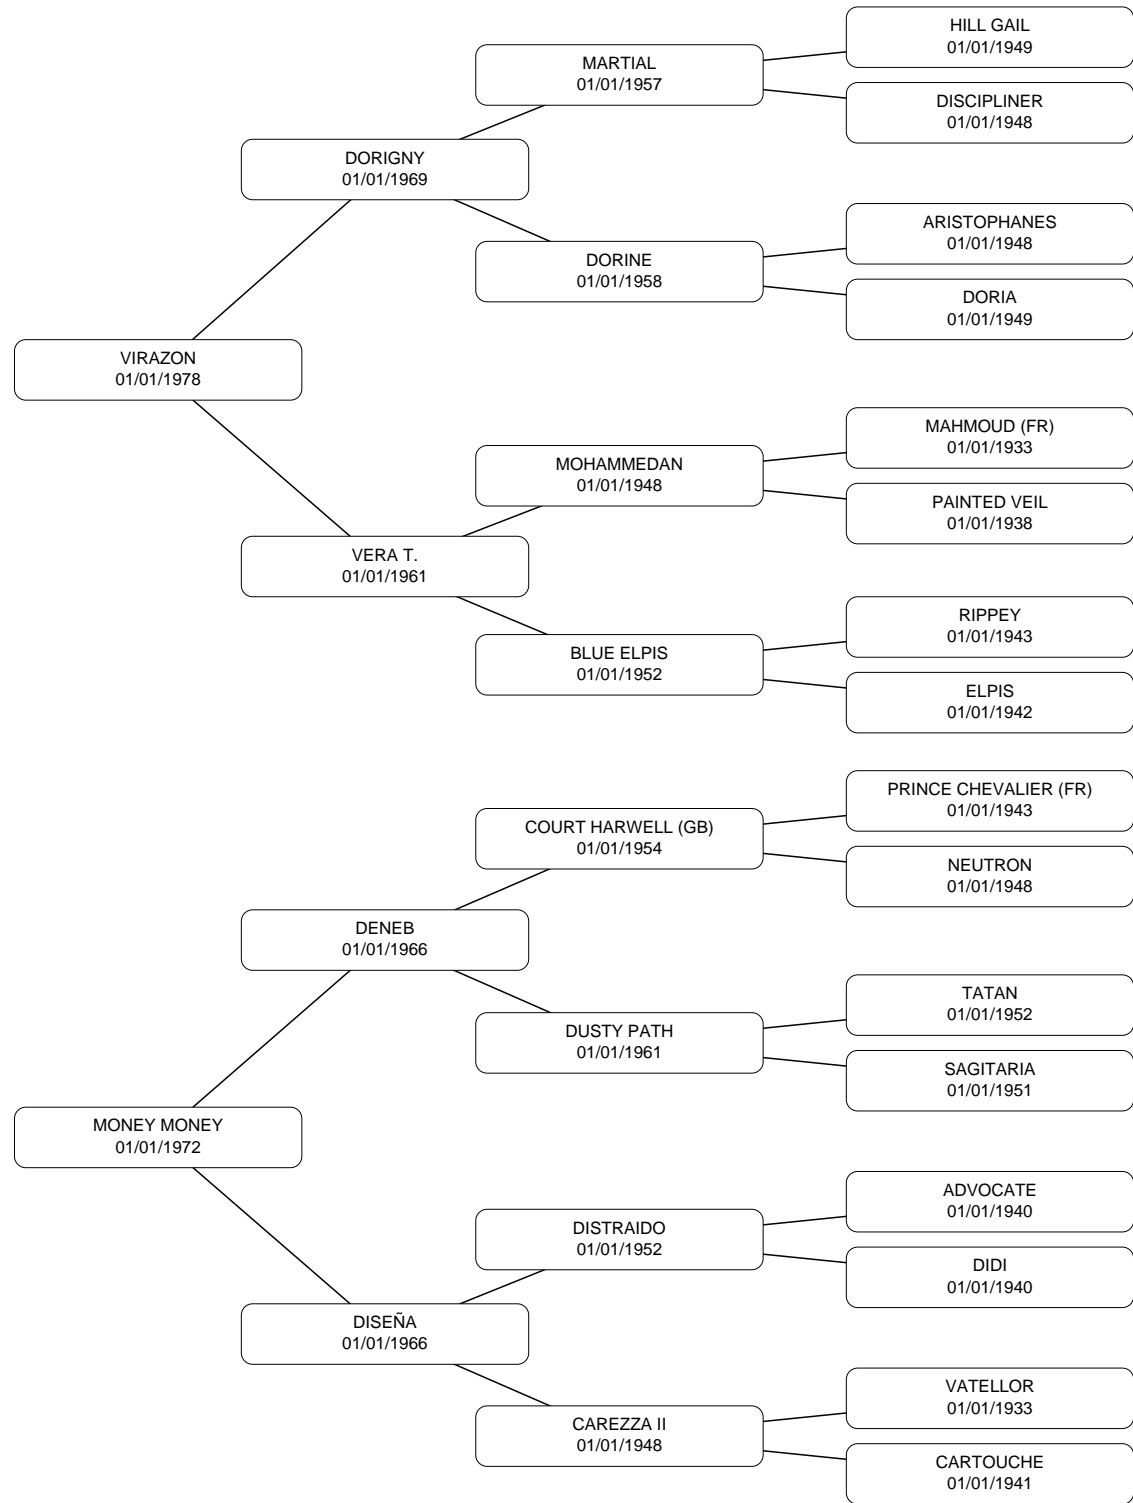 HILL GAIL
01/01/1949
MARTIAL
01/01/1957
DISCIPLINER
01/01/1948
DORIGNY
01/01/1969
ARISTOPHANES
01/01/1948
DORINE
01/01/1958
DORIA
01/01/1949
VIRAZON
01/01/1978
MAHMOUD (FR)
01/01/1933
MOHAMMEDAN
01/01/1948
PAINTED VEIL
01/01/1938
VERA T.
01/01/1961
RIPPEY
01/01/1943
BLUE ELPIS
01/01/1952
ELPIS
01/01/1942
PRINCE CHEVALIER (FR)
01/01/1943
COURT HARWELL (GB)
01/01/1954
NEUTRON
01/01/1948
DENEB
01/01/1966
TATAN
01/01/1952
DUSTY PATH
01/01/1961
SAGITARIA
01/01/1951
MONEY MONEY
01/01/1972
ADVOCATE
01/01/1940
DISTRAIDO
01/01/1952
DIDI
01/01/1940
DISEÑA
01/01/1966
VATELLOR
01/01/1933
CAREZZA II
01/01/1948
CARTOUCHE
01/01/1941